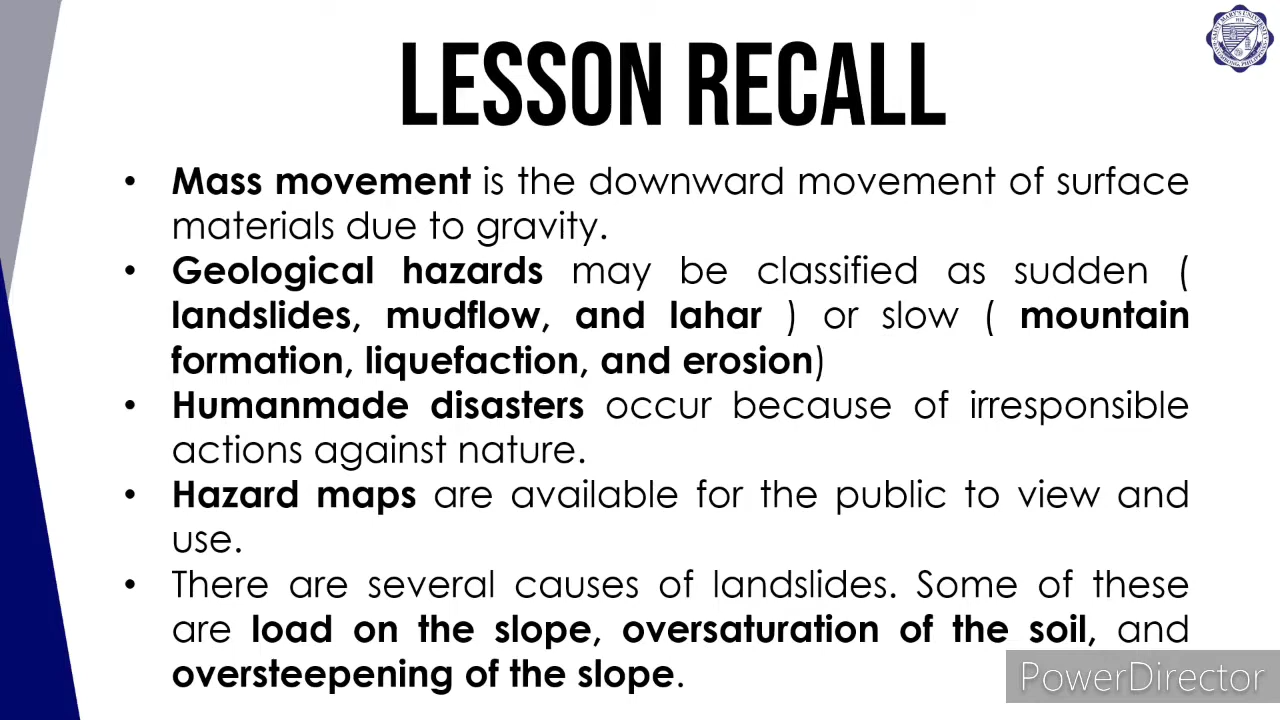 LESSON RECALL
• Mass movement is the downward movement of surface
materials due to gravity.
• Geological hazards may be classified as sudden (
landslides, mudflow, and lahar ) or slow ( mountain
formation, liquefaction, and erosion)
• Humanmade disasters occur because of irresponsible
actions against nature.
• Hazard maps are available for the public to view and
use.
• There are several causes of landslides. Some of these
are load on the slope, oversaturation of the soil, and
oversteepening of the slope.
PowerDirector